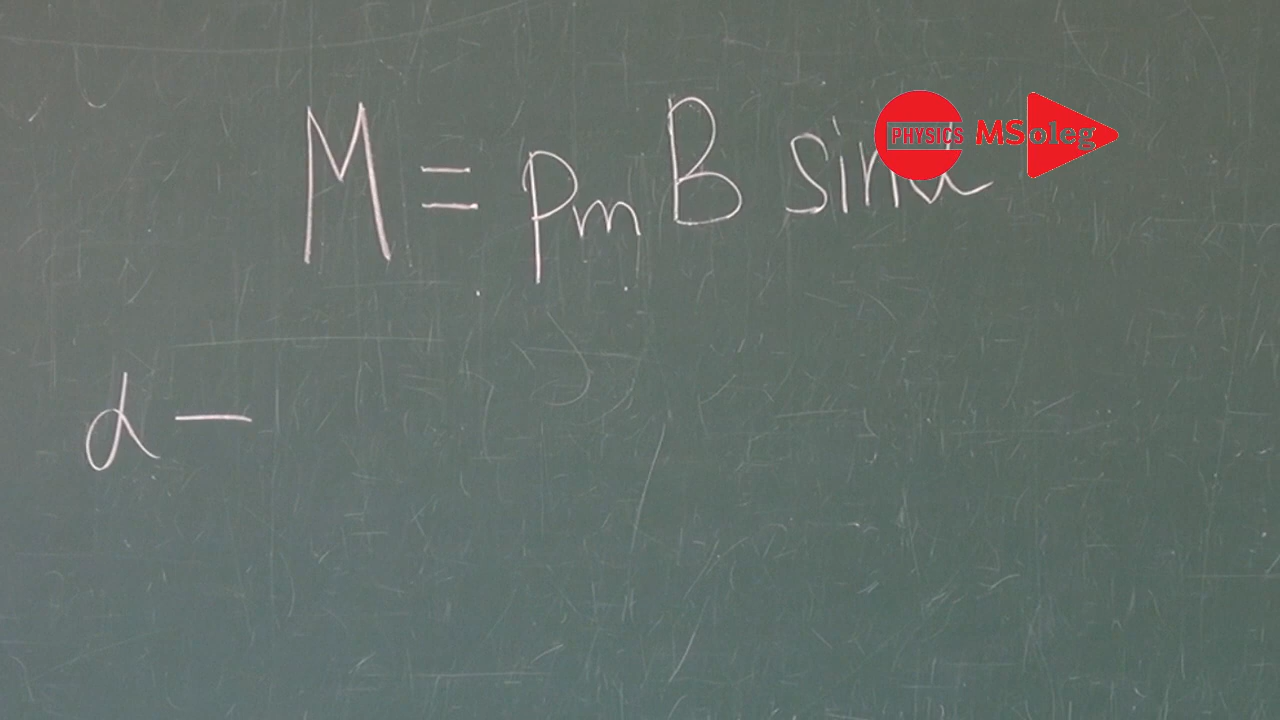 M = pm B sinα
PHYSICS MSoleg
α —